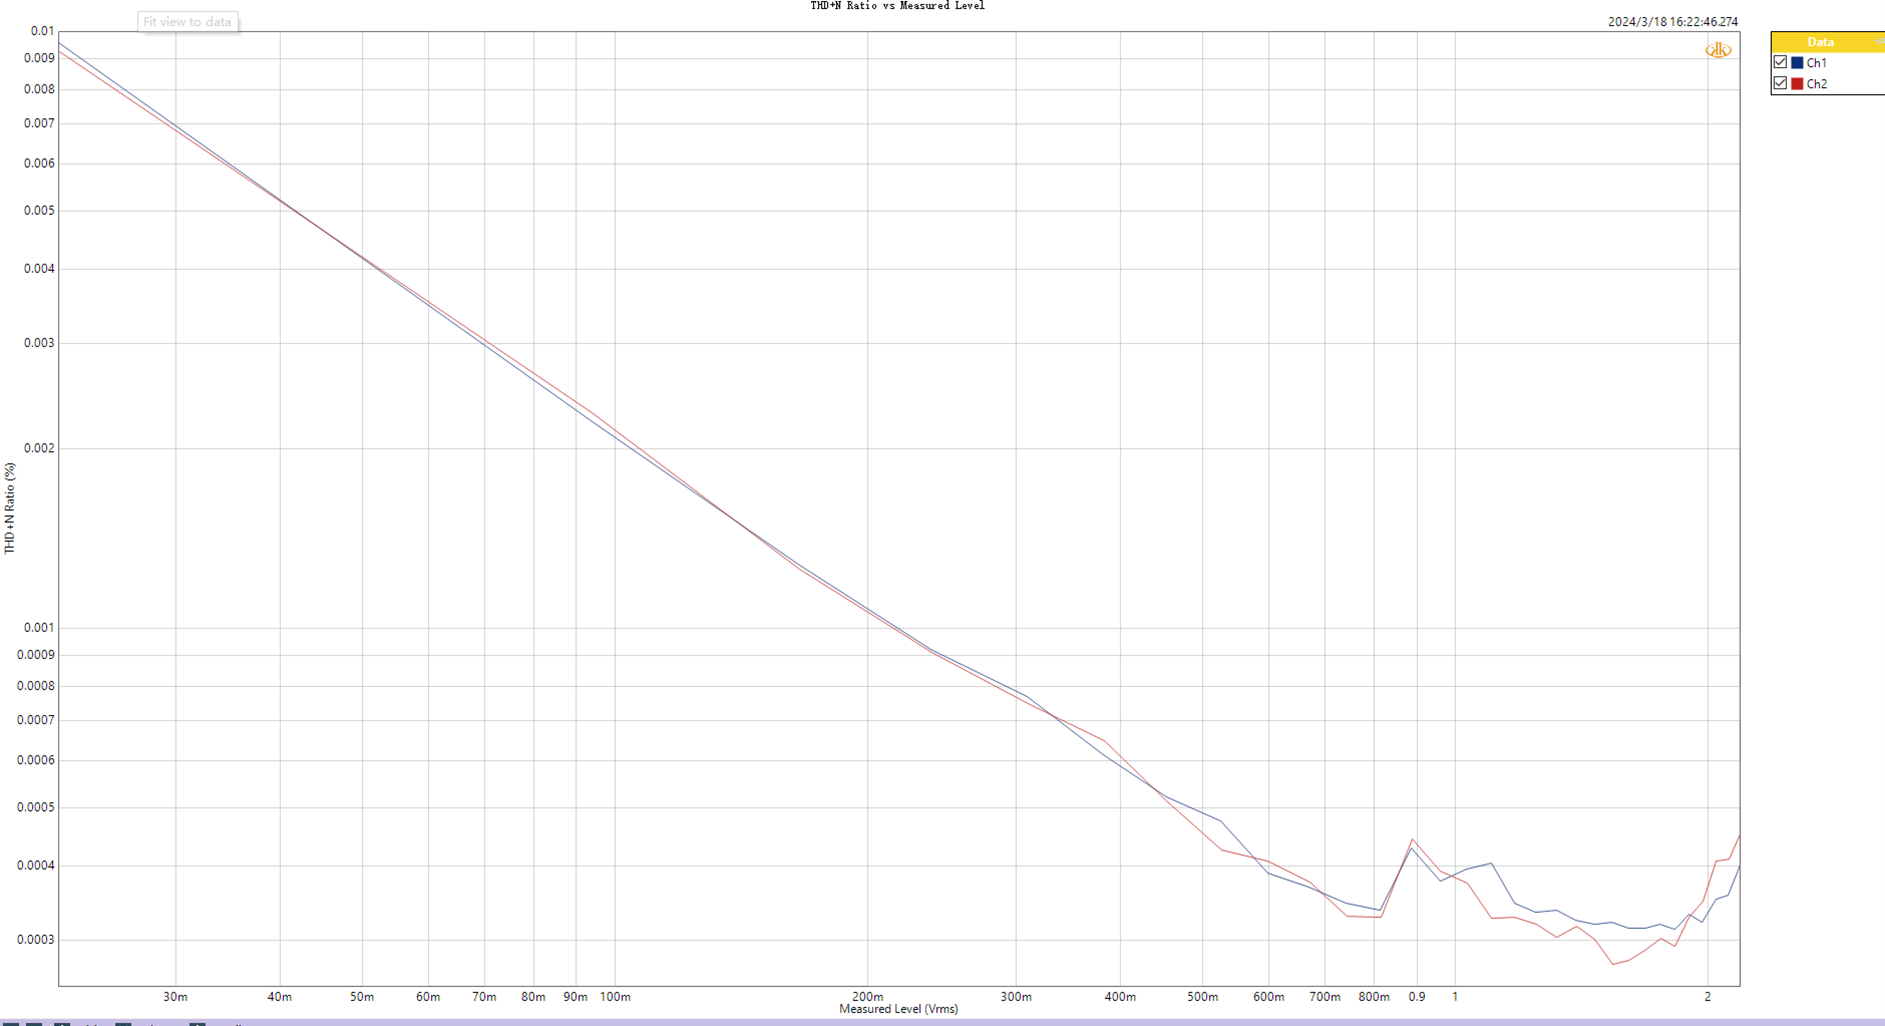 THD+N Ratio vs Measured Level
Fit view to data
2024/3/18 16:22:46.274
Data
Ch1
Ch2
0.01
0.009
0.008
0.007
0.006
0.005
0.004
0.003
0.002
0.001
0.0009
0.0008
0.0007
0.0006
0.0005
0.0004
0.0003
THD+N Ratio (%)
30m 40m 50m 60m 70m 80m 90m 100m 200m 300m 400m 500m 600m 700m 800m 0.9 1 2
Measured Level (Vrms)